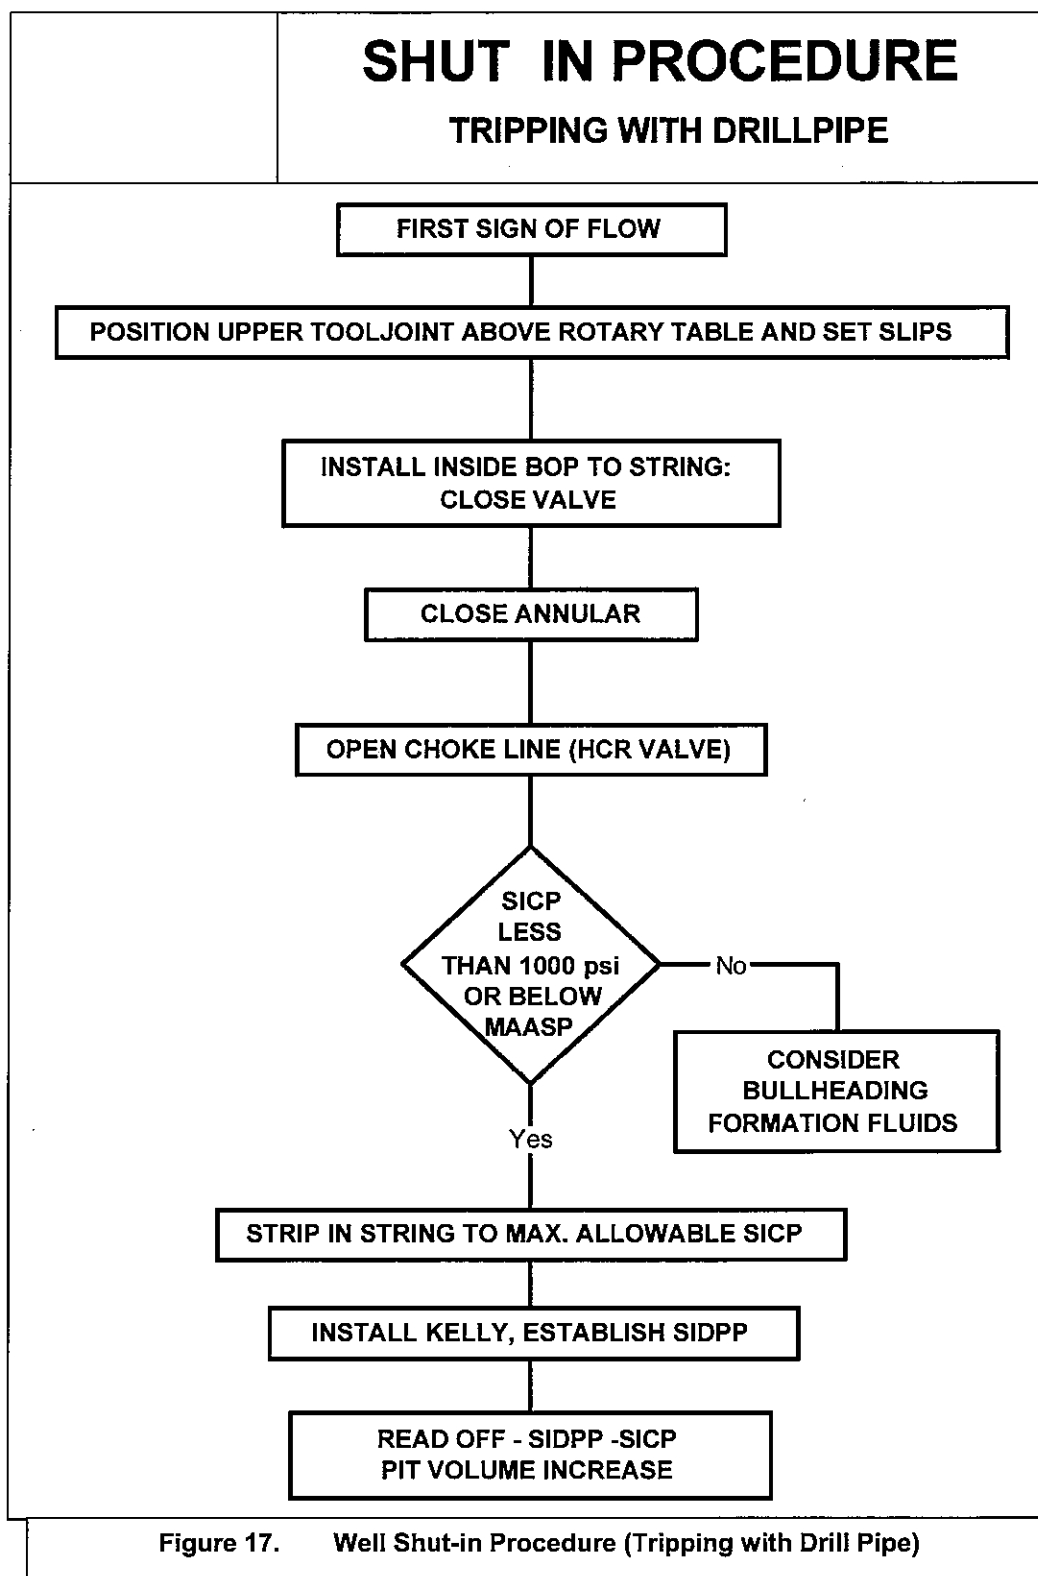 SHUT IN PROCEDURE
TRIPPING WITH DRILLPIPE
FIRST SIGN OF FLOW
POSITION UPPER TOOLJOINT ABOVE ROTARY TABLE AND SET SLIPS
INSTALL INSIDE BOP TO STRING:
CLOSE VALVE
CLOSE ANNULAR
OPEN CHOKE LINE (HCR VALVE)
SICP
LESS
THAN 1000 psi
OR BELOW
MAASP
No
CONSIDER
BULLHEADING
FORMATION FLUIDS
Yes
STRIP IN STRING TO MAX. ALLOWABLE SICP
INSTALL KELLY, ESTABLISH SIDPP
READ OFF - SIDPP -SICP
PIT VOLUME INCREASE
Figure 17. Well Shut-in Procedure (Tripping with Drill Pipe)